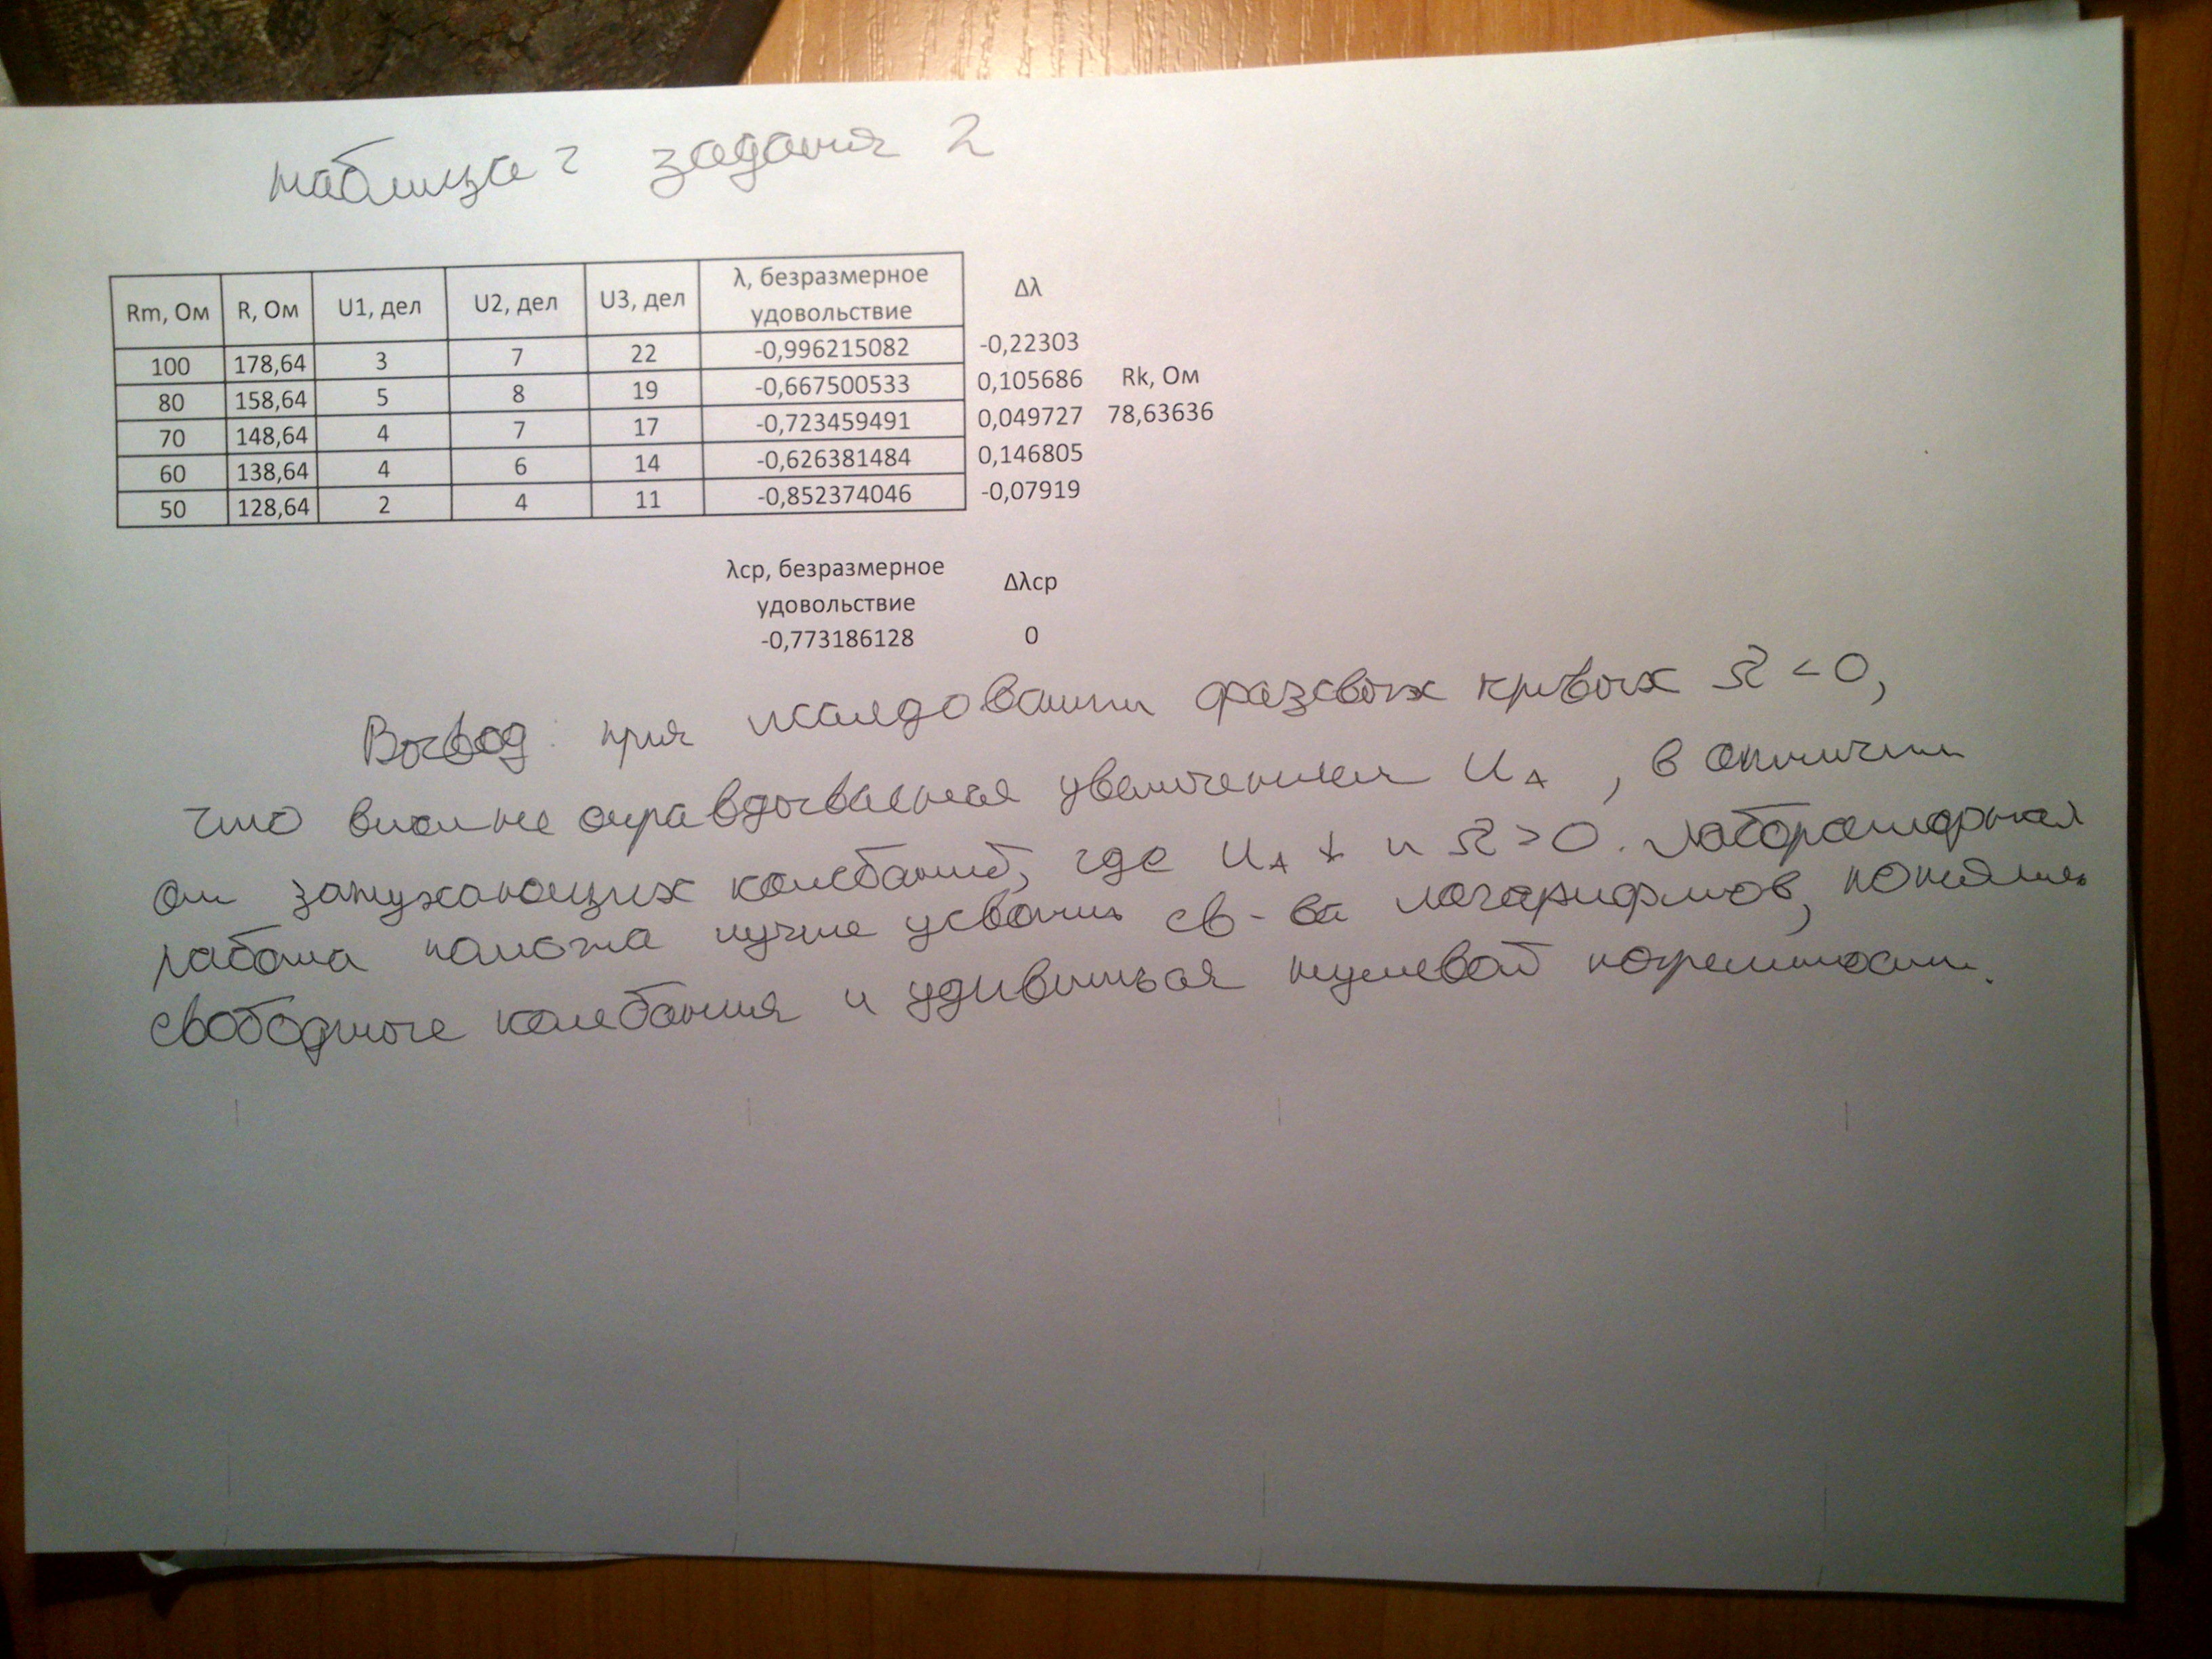 таблица задания 2
Rm, Ом R, Ом U1, дел U2, дел U3, дел λ, безразмерное удовольствие Δλ
100 178,64 3 7 22 -0,996215082 -0,22303
80 158,64 5 8 19 -0,667500533 0,105686 Rk, Ом
70 148,64 4 7 17 -0,723459491 0,049727 78,63636
60 138,64 4 6 14 -0,626381484 0,146805
50 128,64 2 4 11 -0,852374046 -0,07919
λср, безразмерное удовольствие Δλср
-0,773186128 0
Вывод: при исследовании фазовых кривых < 0,
что вполне оправдывается увеличением U_A, в отличии
от затухающих колебаний, где U_A ↓ и > 0. Лабораторная
работа помогла лучше усвоить св-ва логарифмов, понять
свободные колебания и удивиться нулевой погрешности.